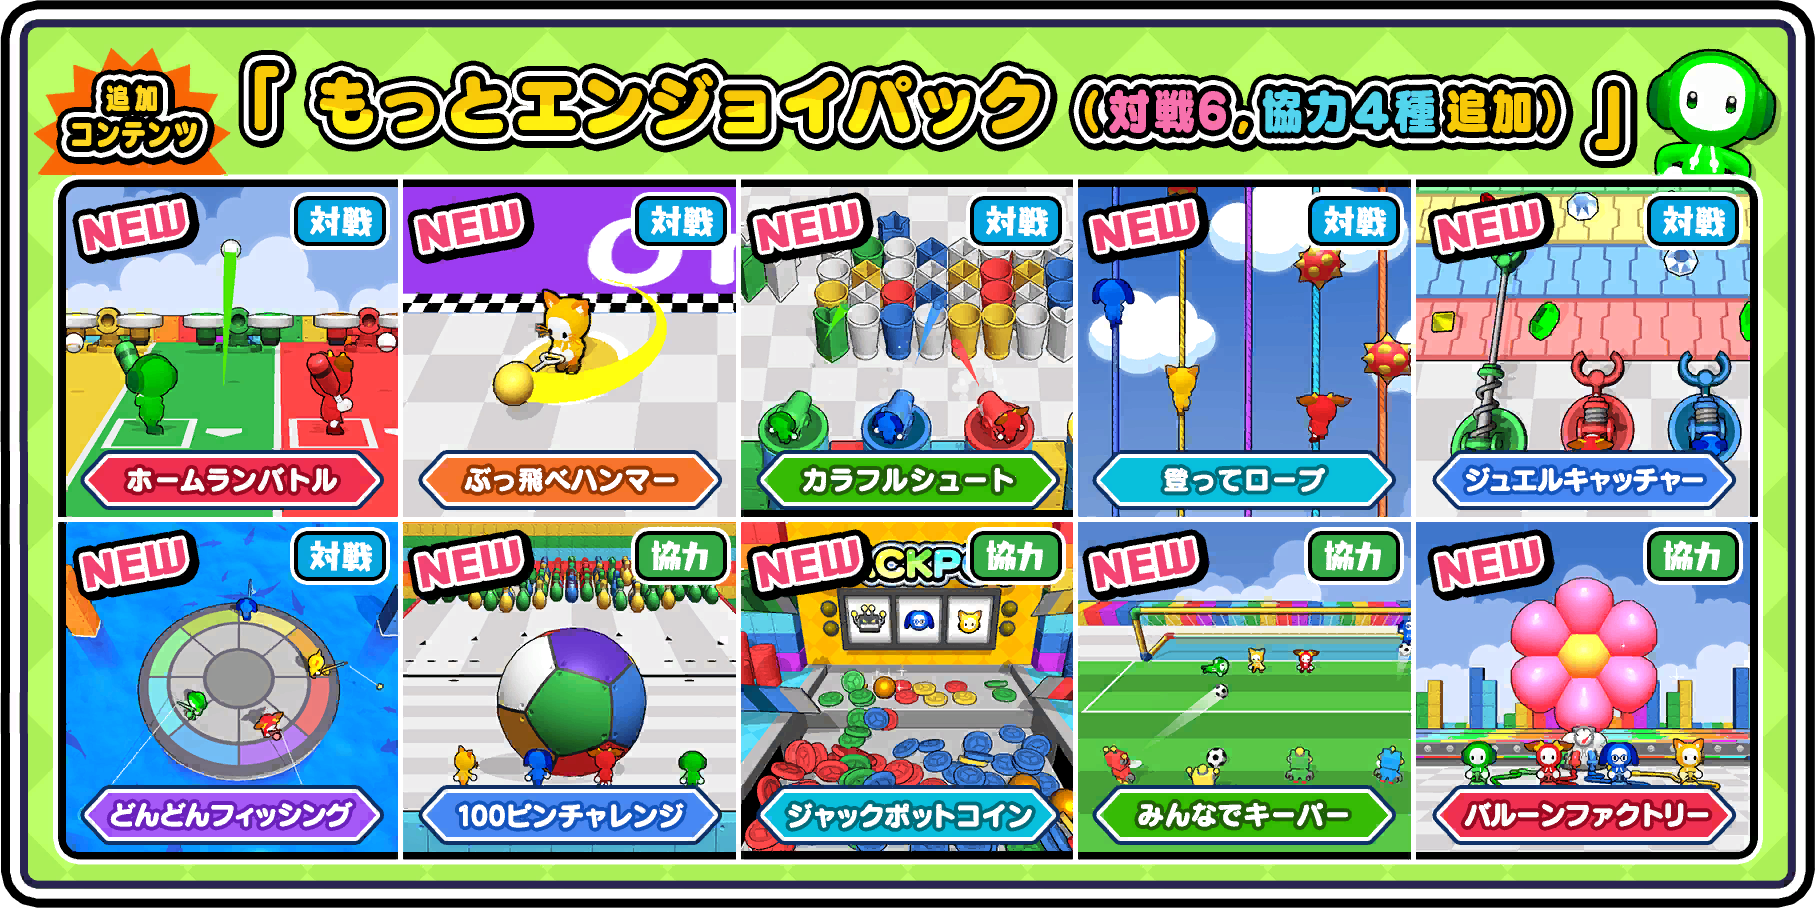 追加
コンテンツ
「もっとエンジョイパック（対戦6,協力4種追加）」
NEW 対戦
ホームランバトル
NEW 対戦
ぶっ飛べハンマー
NEW 対戦
カラフルシュート
NEW 対戦
登ってロープ
NEW 対戦
ジュエルキャッチャー
NEW 対戦
どんどんフィッシング
NEW 協力
100ピンチャレンジ
NEW 協力
ジャックポットコイン
NEW 協力
みんなでキーパー
NEW 協力
バルーンファクトリー